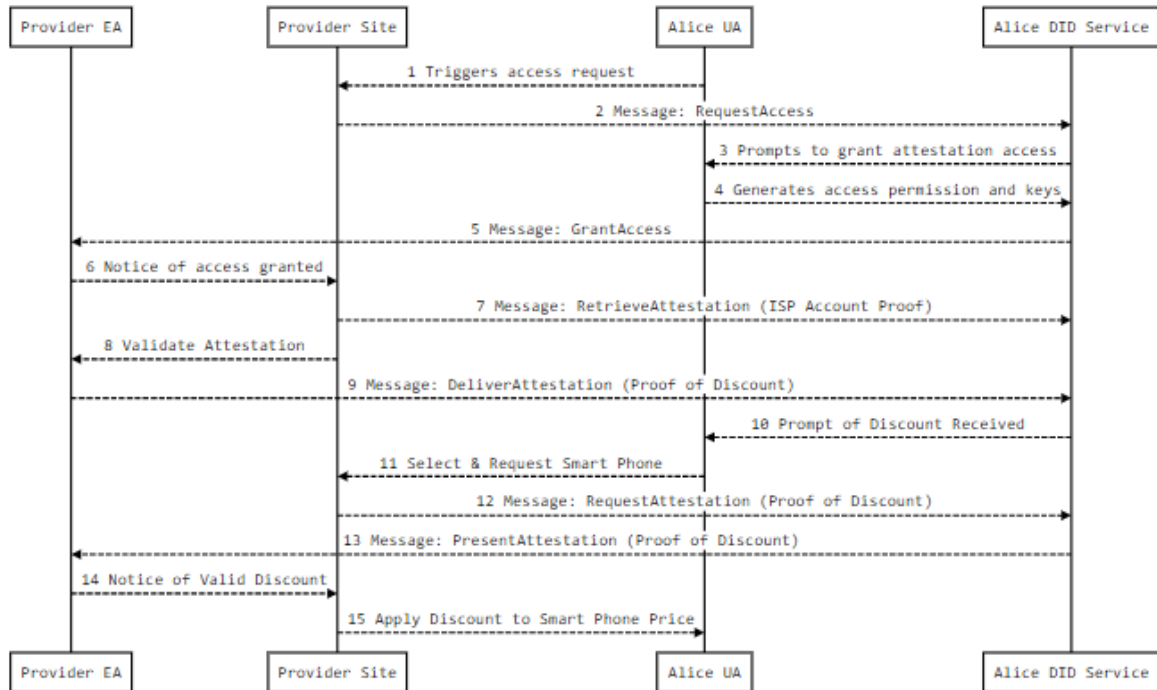 Provider EA
Provider Site
Alice UA
Alice DID Service
1 Triggers access request
2 Message: RequestAccess
3 Prompts to grant attestation access
4 Generates access permission and keys
5 Message: GrantAccess
6 Notice of access granted
7 Message: RetrieveAttestation (ISP Account Proof)
8 Validate Attestation
9 Message: DeliverAttestation (Proof of Discount)
10 Prompt of Discount Received
11 Select & Request Smart Phone
12 Message: RequestAttestation (Proof of Discount)
13 Message: PresentAttestation (Proof of Discount)
14 Notice of Valid Discount
15 Apply Discount to Smart Phone Price
Provider EA
Provider Site
Alice UA
Alice DID Service